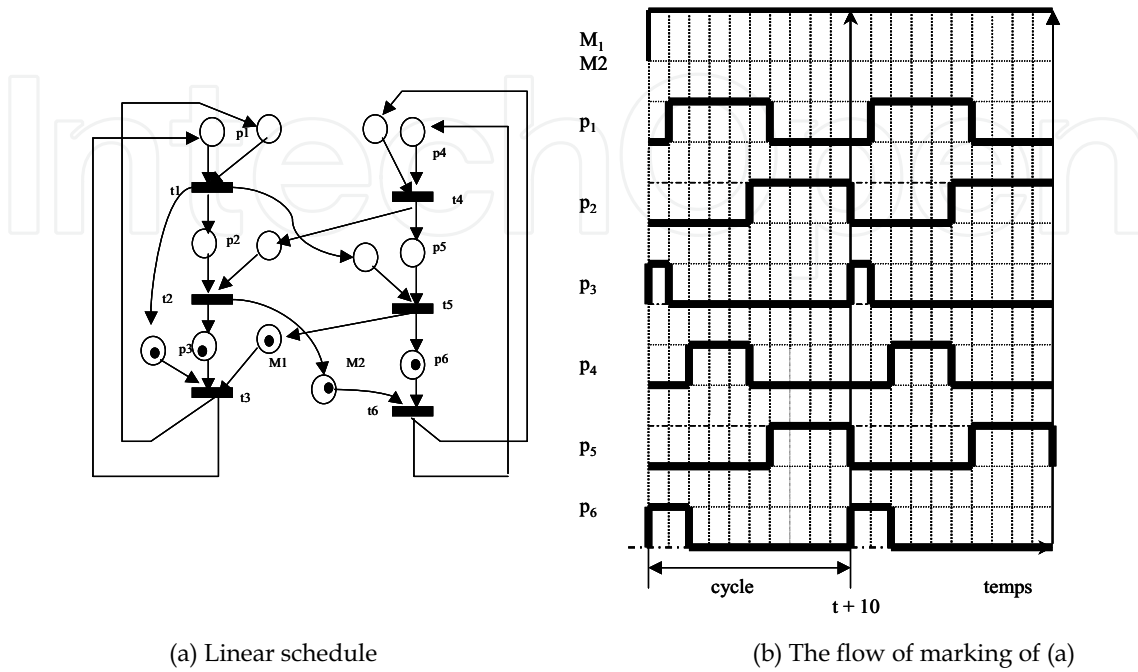 IntechOpen
p1
p4
t1
t4
p2
p5
t2
t5
p3
M1
M2
p6
t3
t6
(a) Linear schedule
M₁
M2
p₁
p₂
p₃
p₄
p₅
p₆
cycle
temps
t + 10
(b) The flow of marking of (a)